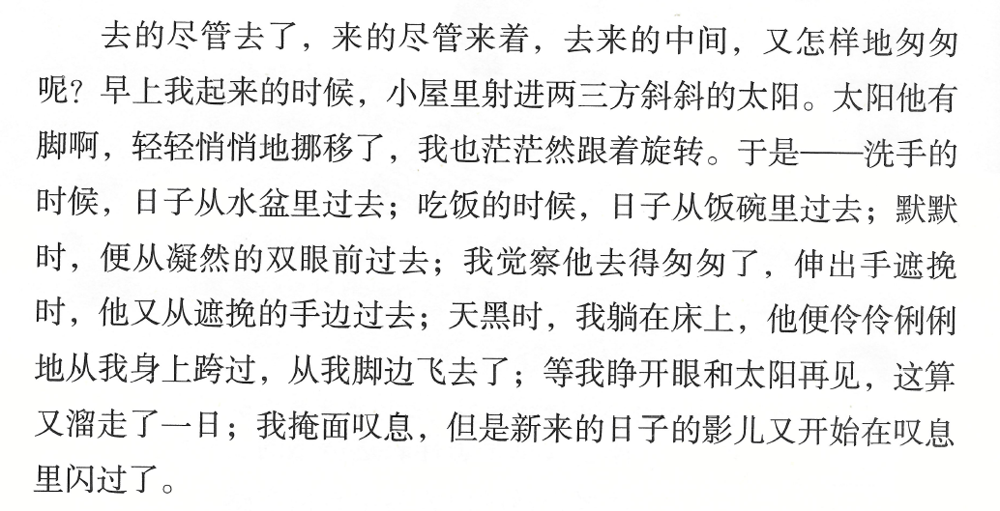 去的尽管去了，来的尽管来着，去来的中间，又怎样地匆匆
呢？早上我起来的时候，小屋里射进两三方斜斜的太阳。太阳他有
脚啊，轻轻悄悄地挪移了，我也茫茫然跟着旋转。于是——洗手的
时候，日子从水盆里过去；吃饭的时候，日子从饭碗里过去；默默
时，便从凝然的双眼前过去；我觉察他去得匆匆了，伸出手遮挽
时，他又从遮挽的手边过去；天黑时，我躺在床上，他便伶伶俐俐
地从我身上跨过，从我脚边飞去了；等我睁开眼和太阳再见，这算
又溜走了一日；我掩面叹息，但是新来的日子的影儿又开始在叹息
里闪过了。